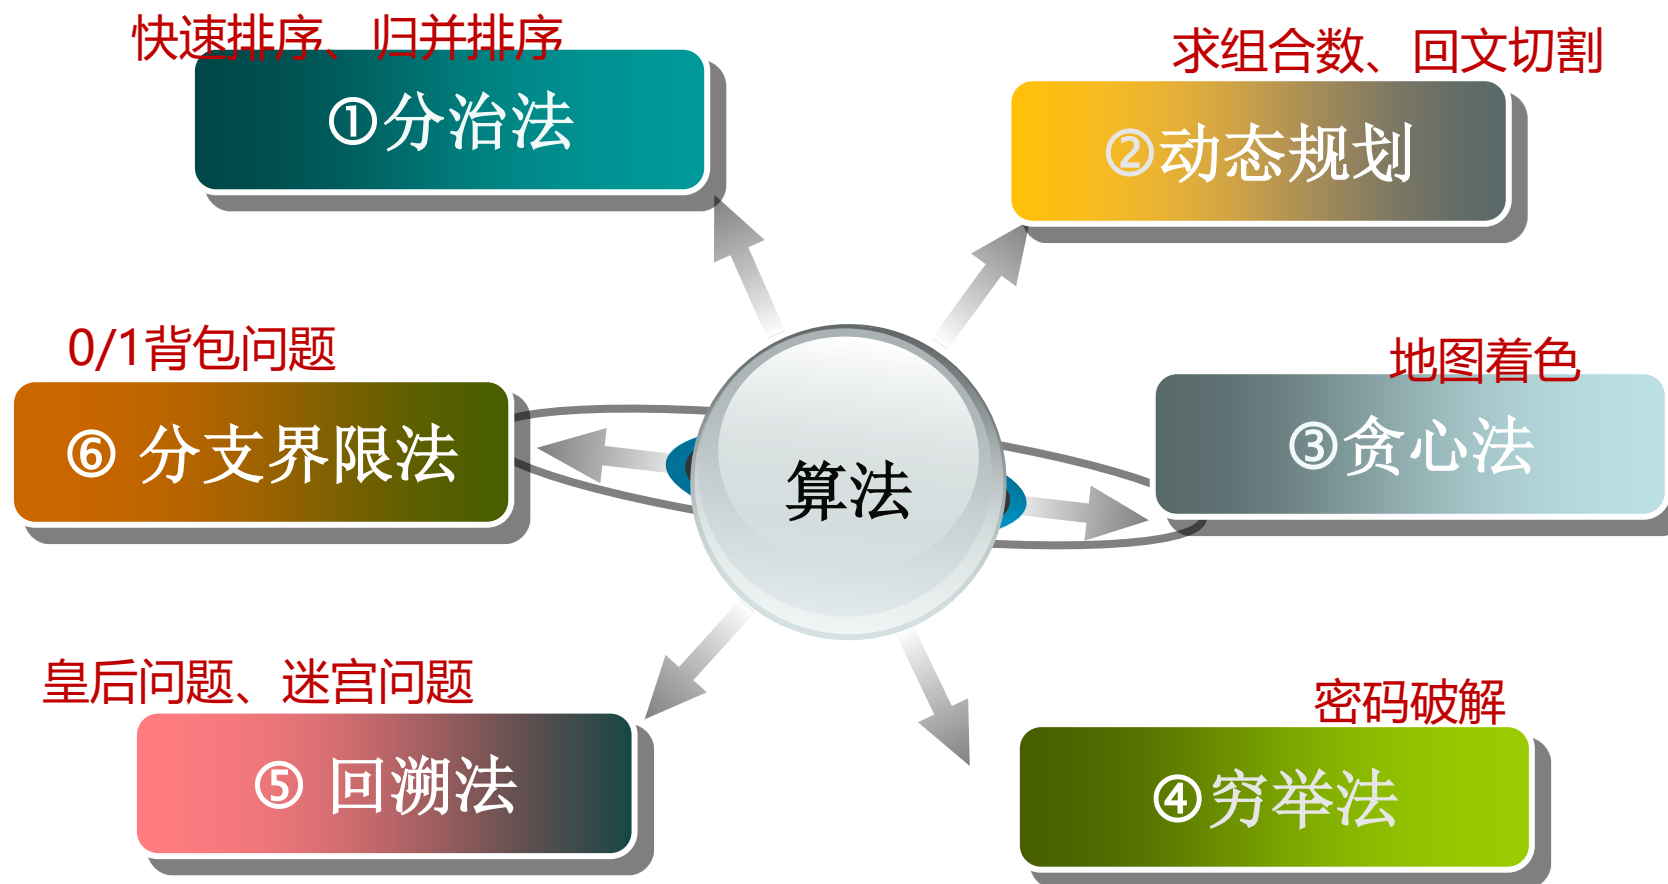 快速排序、归并排序
①分治法
求组合数、回文切割
②动态规划
0/1背包问题
⑥ 分支界限法
地图着色
③贪心法
算法
皇后问题、迷宫问题
⑤ 回溯法
密码破解
④穷举法